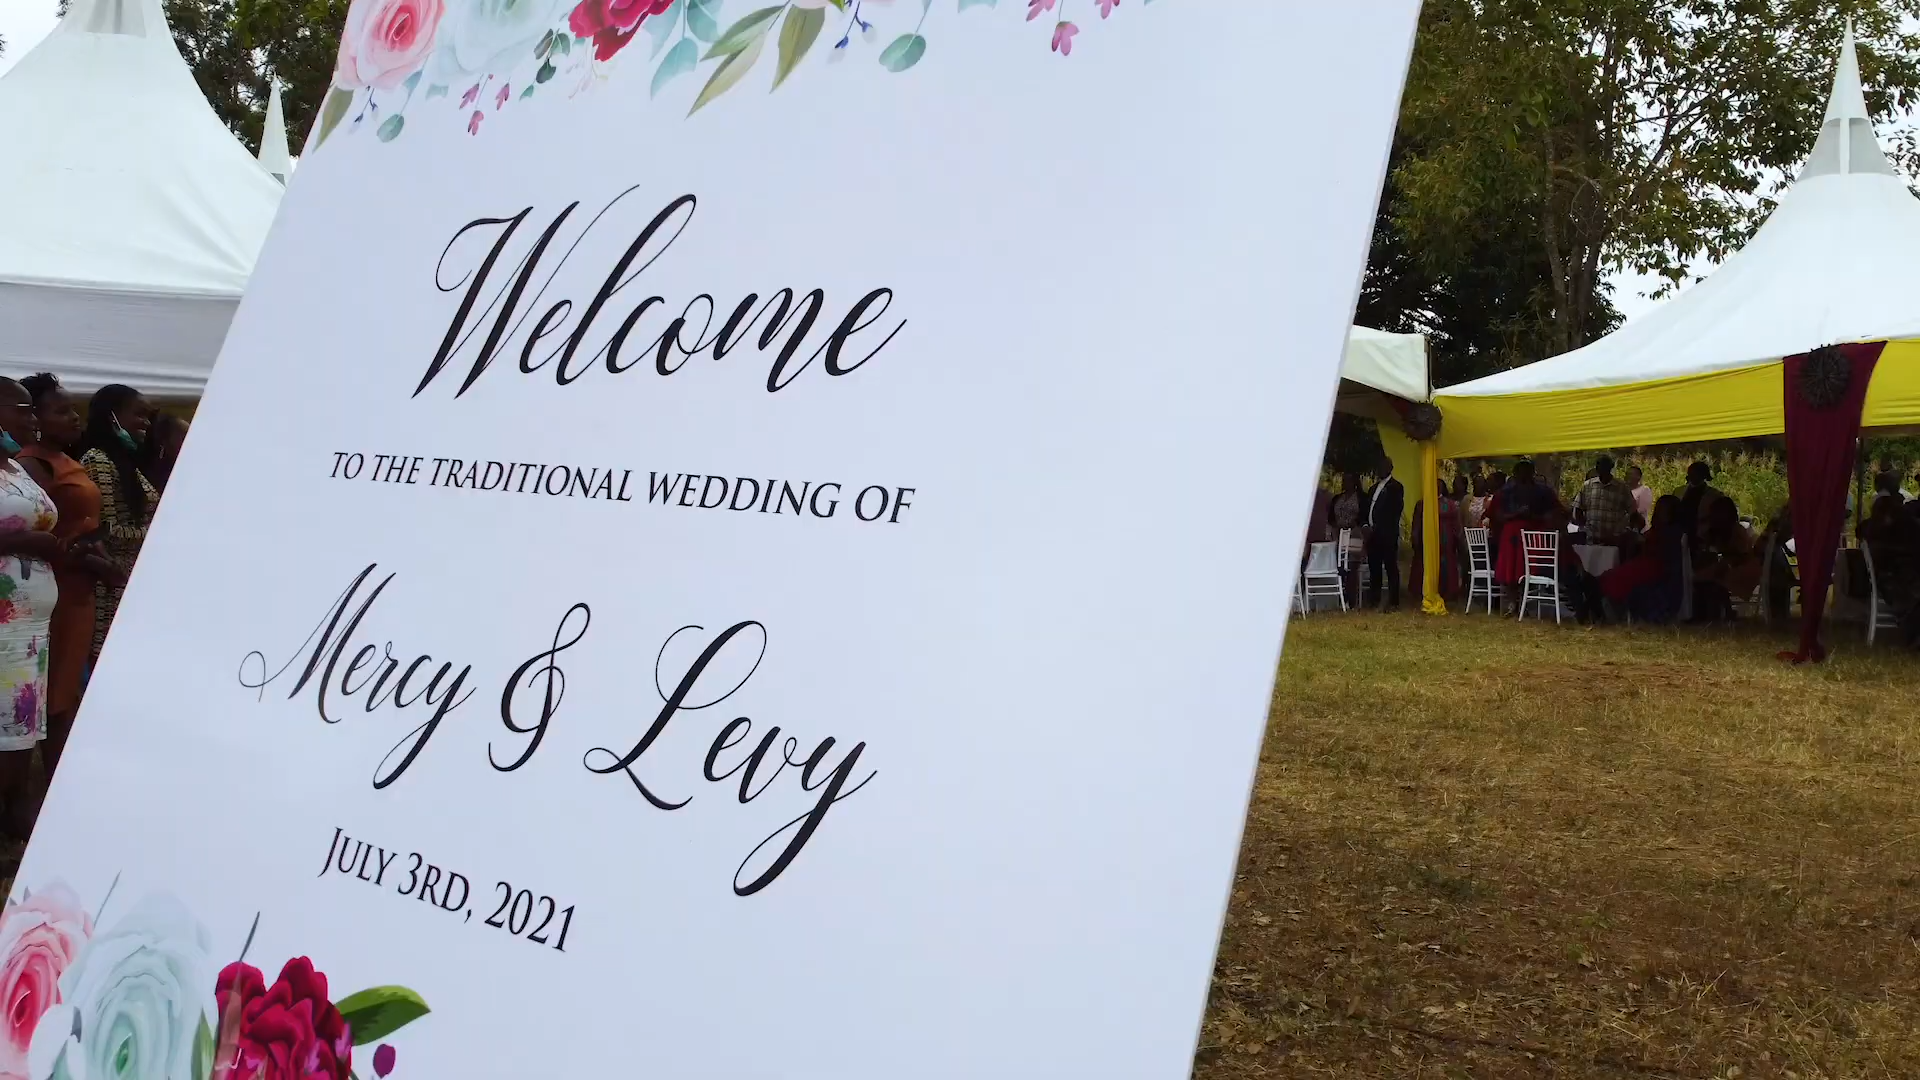 Welcome
TO THE TRADITIONAL WEDDING OF
Mercy & Levy
JULY 3RD, 2021